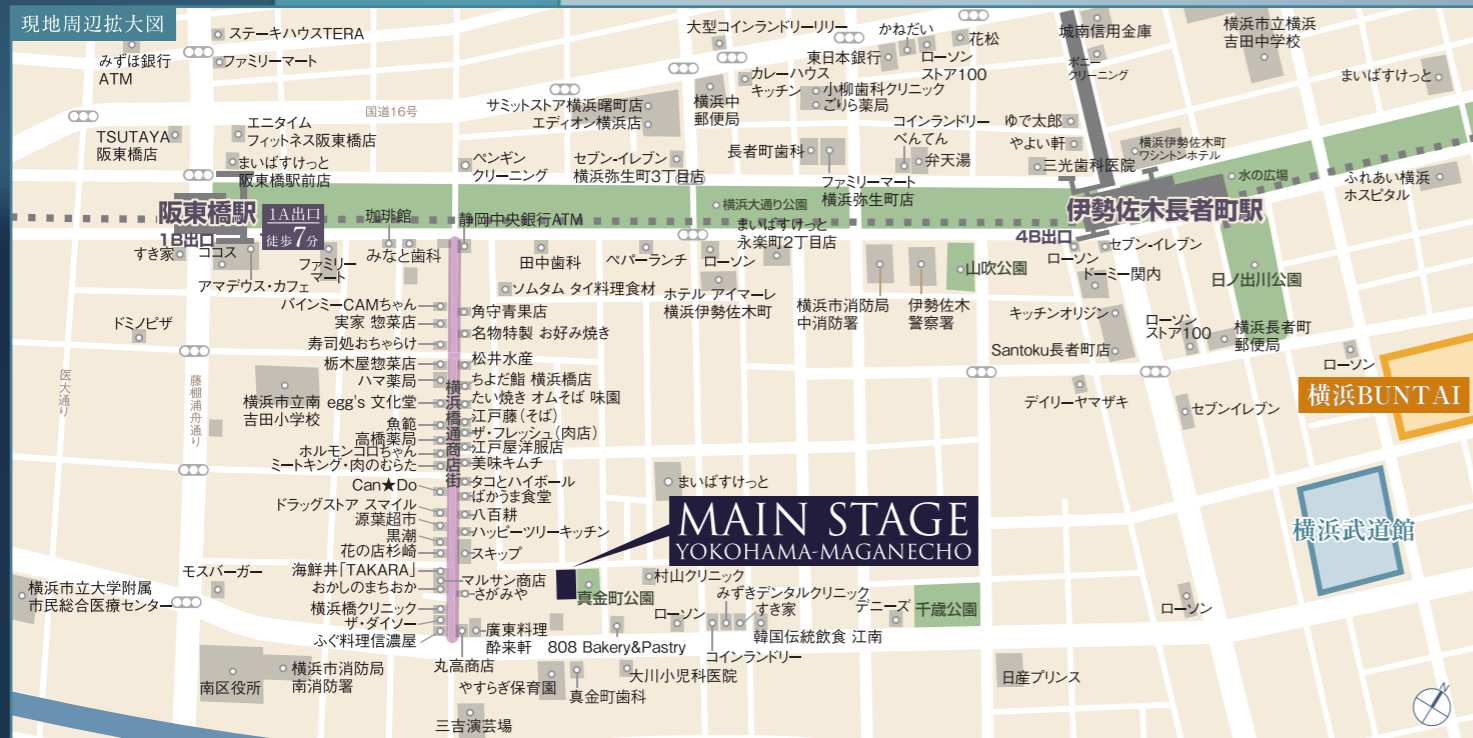 現地周辺拡大図
ステーキハウスTERA
みずほ銀行
ATM
ファミリーマート
国道16号
大型コインランドリーリリー
かねだい
花松
東日本銀行
ローソン
ストア100
カレーハウス
キッチン
小柳歯科クリニック
ごりら薬局
城南信用金庫
ポニー
クリーニング
横浜市立横浜
吉田中学校
まいばすけっと
TSUTAYA
阪東橋店
エニタイム
フィットネス阪東橋店
まいばすけっと
阪東橋駅前店
サミットストア横浜曙町店
エディオン横浜店
横浜中
郵便局
コインランドリー
べんてん
弁天湯
ゆで太郎
やよい軒
三光歯科医院
横浜伊勢佐木町
ワシントンホテル
ペンギン
クリーニング
セブン-イレブン
横浜弥生町3丁目店
長者町歯科
ファミリーマート
横浜弥生町店
水の広場
ふれあい横浜
ホスピタル
阪東橋駅
1A出口
徒歩7分
1B出口
珈琲館
静岡中央銀行ATM
横浜大通り公園
まいばすけっと
永楽町2丁目店
伊勢佐木長者町駅
4B出口
すき家
ココス
アマデウス・カフェ
ファミリー
マート
みなと歯科
田中歯科
ペパーランチ
ローソン
ソムタム タイ料理食材
ホテル アイマーレ
横浜伊勢佐木町
横浜市消防局
中消防署
伊勢佐木
警察署
山吹公園
ローソン
セブン-イレブン
ドーミー関内
日ノ出川公園
ドミノピザ
バインミーCAMちゃん
実家 惣菜店
寿司処おちゃらけ
栃木屋惣菜店
ハマ薬局
egg's 文化堂
魚範
高橋薬局
ホルモンコロちゃん
ミートキング・肉のむらた
Can★Do
ドラッグストア スマイル
源葉超市
黒潮
花の店杉崎
海鮮丼「TAKARA」
おかしのまちおか
横浜橋クリニック
ザ・ダイソー
ふぐ料理信濃屋
横浜橋通商店街
角守青果店
名物特製 お好み焼き
松井水産
ちよだ鮨 横浜橋店
たい焼き オムそば 味園
江戸藤(そば)
ザ・フレッシュ(肉店)
江戸屋洋服店
美味キムチ
タコとハイボール
ばかうま食堂
八百耕
ハッピーツリーキッチン
スキップ
マルサン商店
さがみや
キッチンオリジン
Santoku長者町店
ローソン
ストア100
横浜長者町
郵便局
ローソン
横浜BUNTAI
医大通り
藤棚浦舟通り
横浜市立南
吉田小学校
デイリーヤマザキ
セブンイレブン
まいばすけっと
MAIN STAGE
YOKOHAMA-MAGANECHO
横浜武道館
横浜市立大学附属
市民総合医療センター
モスバーガー
真金町公園
村山クリニック
みずきデンタルクリニック
ローソン
すき家
デニーズ
千歳公園
ローソン
廣東料理
酔来軒
808 Bakery&Pastry
韓国伝統飲食 江南
コインランドリー
丸高商店
南区役所
横浜市消防局
南消防署
やすらぎ保育園
真金町歯科
大川小児科医院
日産プリンス
三吉演芸場
N